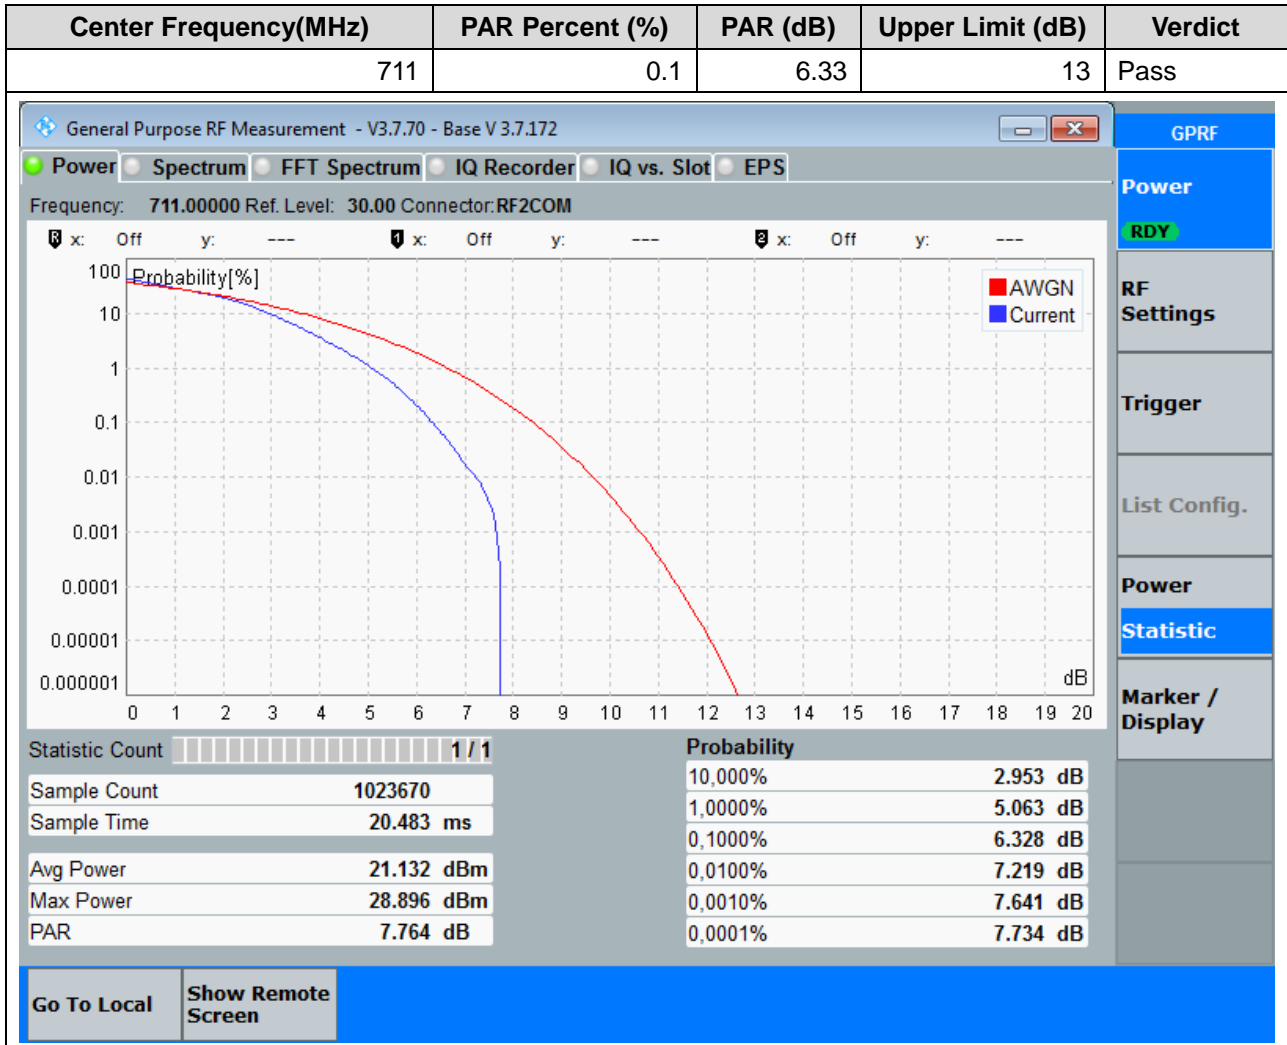 Center Frequency(MHz) PAR Percent (%) PAR (dB) Upper Limit (dB) Verdict
711 0.1 6.33 13 Pass
General Purpose RF Measurement - V3.7.70 - Base V 3.7.172
GPRF
Power Spectrum FFT Spectrum IQ Recorder IQ vs. Slot EPS
Power
RDY
Frequency: 711.00000 Ref. Level: 30.00 Connector:RF2COM
R x: Off y: --- 1 x: Off y: --- 2 x: Off y: ---
Probability[%]
AWGN
Current
100
10
1
0.1
0.01
0.001
0.0001
0.00001
0.000001
dB
0 1 2 3 4 5 6 7 8 9 10 11 12 13 14 15 16 17 18 19 20
RF
Settings
Trigger
List Config.
Power
Statistic
Marker /
Display
Statistic Count 1 / 1
Sample Count 1023670
Sample Time 20.483 ms
Avg Power 21.132 dBm
Max Power 28.896 dBm
PAR 7.764 dB
Probability
10,000% 2.953 dB
1,0000% 5.063 dB
0,1000% 6.328 dB
0,0100% 7.219 dB
0,0010% 7.641 dB
0,0001% 7.734 dB
Go To Local
Show Remote
Screen